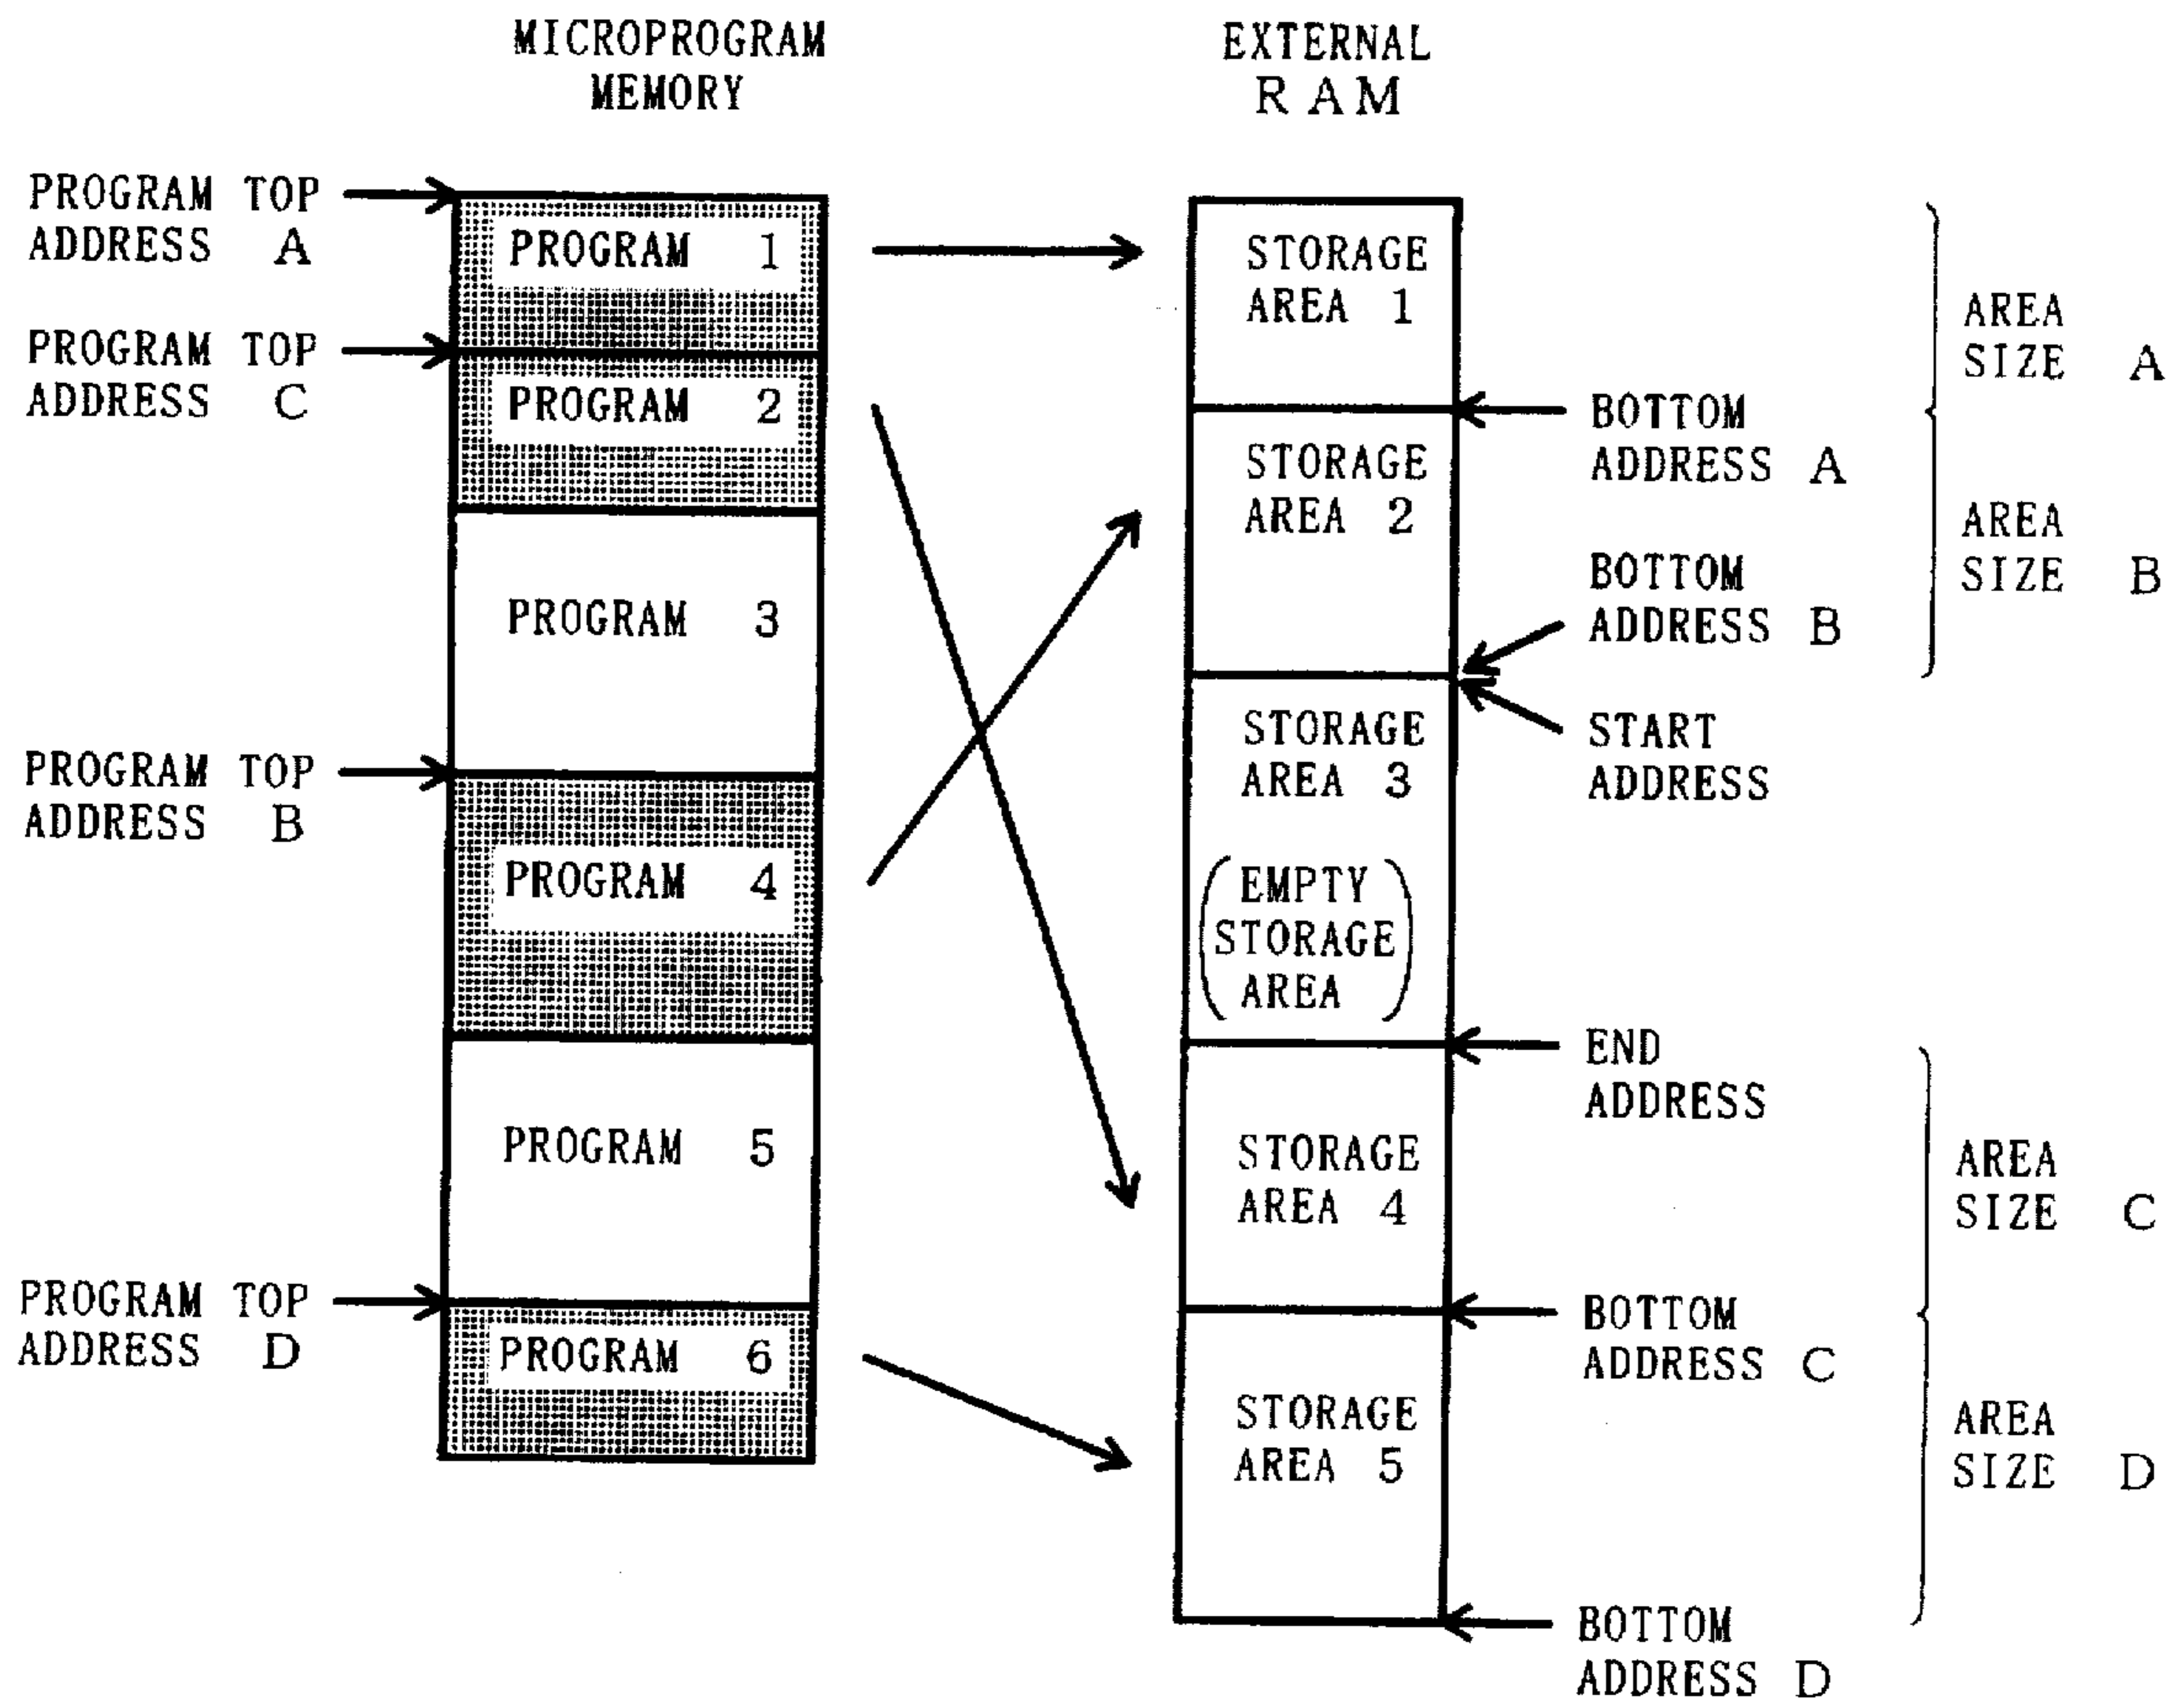 MICROPROGRAM
MEMORY
EXTERNAL
RAM
PROGRAM TOP
ADDRESS A
PROGRAM TOP
ADDRESS C
PROGRAM TOP
ADDRESS B
PROGRAM TOP
ADDRESS D
PROGRAM 1
PROGRAM 2
PROGRAM 3
PROGRAM 4
PROGRAM 5
PROGRAM 6
STORAGE
AREA 1
STORAGE
AREA 2
STORAGE
AREA 3
(EMPTY
STORAGE
AREA)
STORAGE
AREA 4
STORAGE
AREA 5
BOTTOM
ADDRESS A
BOTTOM
ADDRESS B
START
ADDRESS
END
ADDRESS
BOTTOM
ADDRESS C
BOTTOM
ADDRESS D
AREA
SIZE A
AREA
SIZE B
AREA
SIZE C
AREA
SIZE D